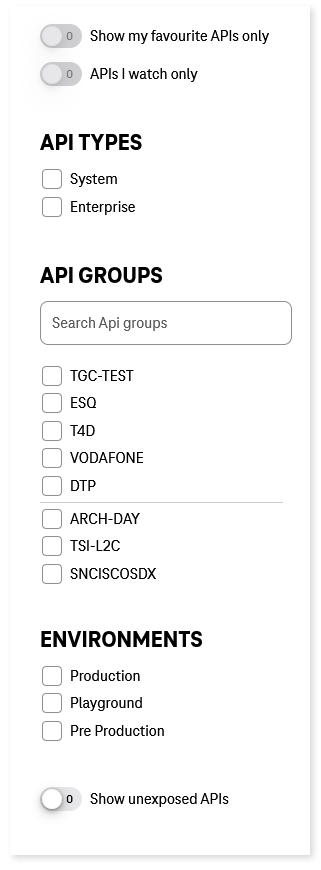 0 Show my favourite APIs only
0 APIs I watch only
API TYPES
System
Enterprise
API GROUPS
Search Api groups
TGC-TEST
ESQ
T4D
VODAFONE
DTP
ARCH-DAY
TSI-L2C
SNCISCOSDX
ENVIRONMENTS
Production
Playground
Pre Production
0 Show unexposed APIs